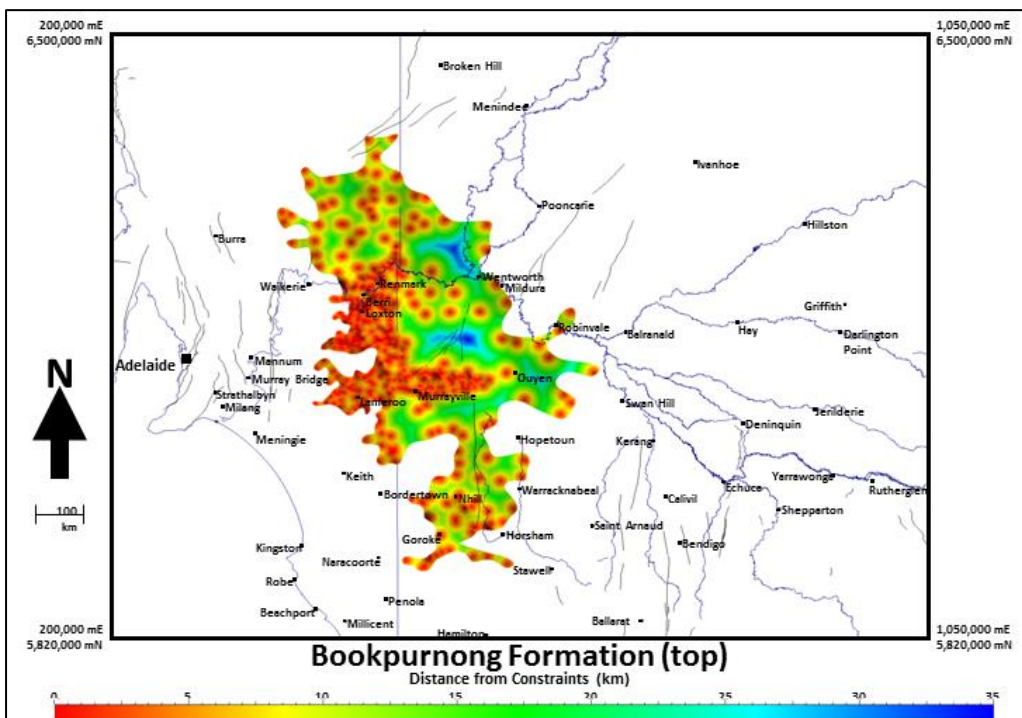 200,000 mE
6,500,000 mN
1,050,000 mE
6,500,000 mN
Broken Hill
Menindee
Ivanhoe
Pooncarie
Hillston
Burra
Waikerie
Renmark
Wentworth
Mildura
Berri
Loxton
Griffith
Robinvale
Balranald
Hay
Darlington
Point
Adelaide
Mannum
Ouyen
Murray Bridge
N
Strathalbyn
Murrayville
Lameroo
Milang
Swan Hill
Jerilderie
Deninquin
Meningie
Hopetoun
Kerang
Keith
Yarrawonga
Echuca
Rutherglen
Bordertown
Nhill
Warracknabeal
Calivil
100
km
Shepparton
Saint Arnaud
Goroke
Horsham
Bendigo
Kingston
Naracoorte
Stawell
Robe
Penola
Beachport
Millicent
Ballarat
Hamilton
200,000 mE
5,820,000 mN
1,050,000 mE
5,820,000 mN
Bookpurnong Formation (top)
Distance from Constraints (km)
0 5 10 15 20 25 30 35